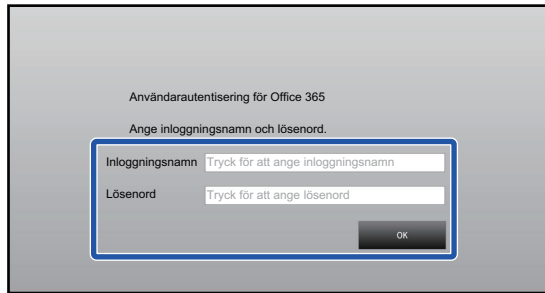 Användarautentisering för Office 365
Ange inloggningsnamn och lösenord.
Inloggningsnamn Tryck för att ange inloggningsnamn
Lösenord Tryck för att ange lösenord
OK